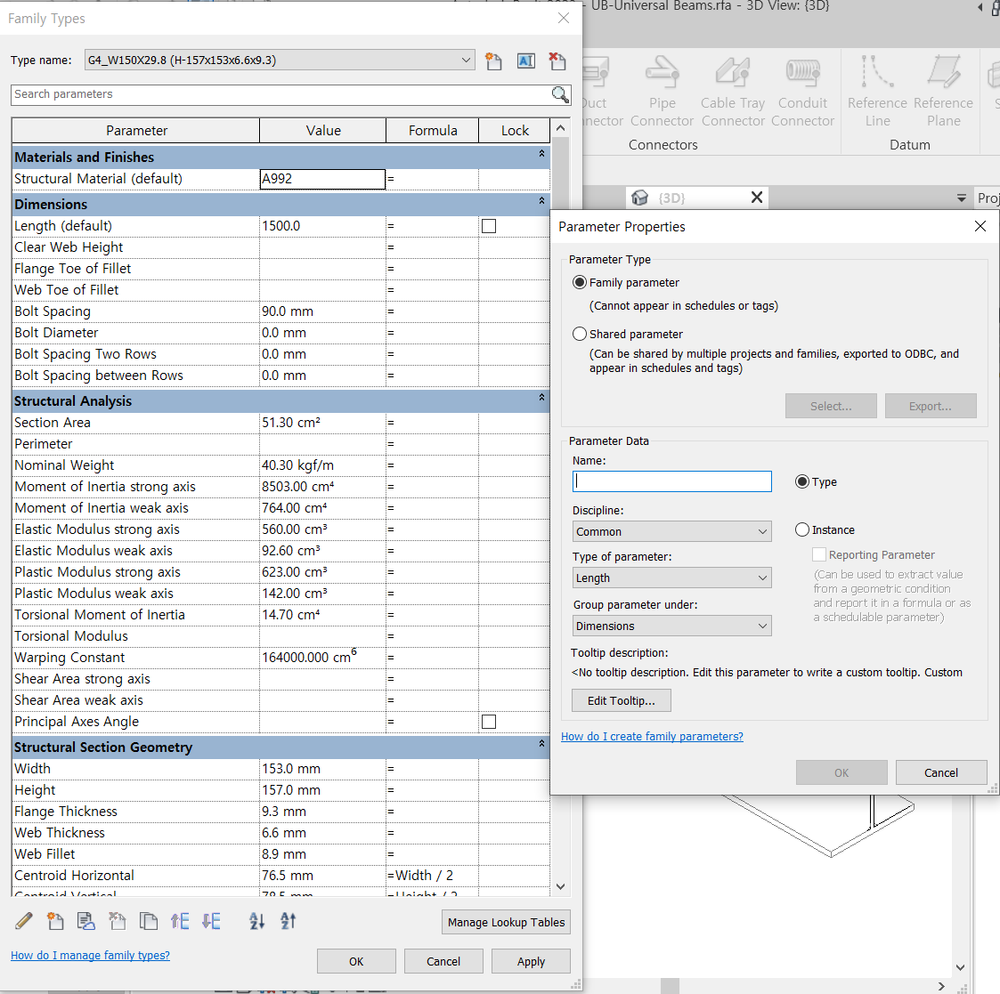 Family Types
- UB-Universal Beams.rfa - 3D View: {3D}
Type name:
G4_W150X29.8 (H-157x153x6.6x9.3)
Search parameters
Parameter Value Formula Lock
Materials and Finishes
Structural Material (default) A992 =
Dimensions
Length (default) 1500.0 =
Clear Web Height =
Flange Toe of Fillet =
Web Toe of Fillet =
Bolt Spacing 90.0 mm =
Bolt Diameter 0.0 mm =
Bolt Spacing Two Rows 0.0 mm =
Bolt Spacing between Rows 0.0 mm =
Structural Analysis
Section Area 51.30 cm² =
Perimeter =
Nominal Weight 40.30 kgf/m =
Moment of Inertia strong axis 8503.00 cm⁴ =
Moment of Inertia weak axis 764.00 cm⁴ =
Elastic Modulus strong axis 560.00 cm³ =
Elastic Modulus weak axis 92.60 cm³ =
Plastic Modulus strong axis 623.00 cm³ =
Plastic Modulus weak axis 142.00 cm³ =
Torsional Moment of Inertia 14.70 cm⁴ =
Torsional Modulus =
Warping Constant 164000.000 cm⁶ =
Shear Area strong axis =
Shear Area weak axis =
Principal Axes Angle =
Structural Section Geometry
Width 153.0 mm =
Height 157.0 mm =
Flange Thickness 9.3 mm =
Web Thickness 6.6 mm =
Web Fillet 8.9 mm =
Centroid Horizontal 76.5 mm =Width / 2
Centroid Vertical 78.5 mm =Height / 2
Manage Lookup Tables
How do I manage family types?
OK Cancel Apply
Duct Pipe Cable Tray Conduit Reference Reference
Connector Connector Connector Connector Line Plane
Connectors Datum
{3D}
Parameter Properties
Parameter Type
Family parameter
(Cannot appear in schedules or tags)
Shared parameter
(Can be shared by multiple projects and families, exported to ODBC, and
appear in schedules and tags)
Select... Export...
Parameter Data
Name:
Type
Discipline:
Common
Instance
Type of parameter:
Reporting Parameter
Length
(Can be used to extract value
from a geometric condition
and report it in a formula or as
a schedulable parameter)
Group parameter under:
Dimensions
Tooltip description:
<No tooltip description. Edit this parameter to write a custom tooltip. Custom
Edit Tooltip...
How do I create family parameters?
OK Cancel